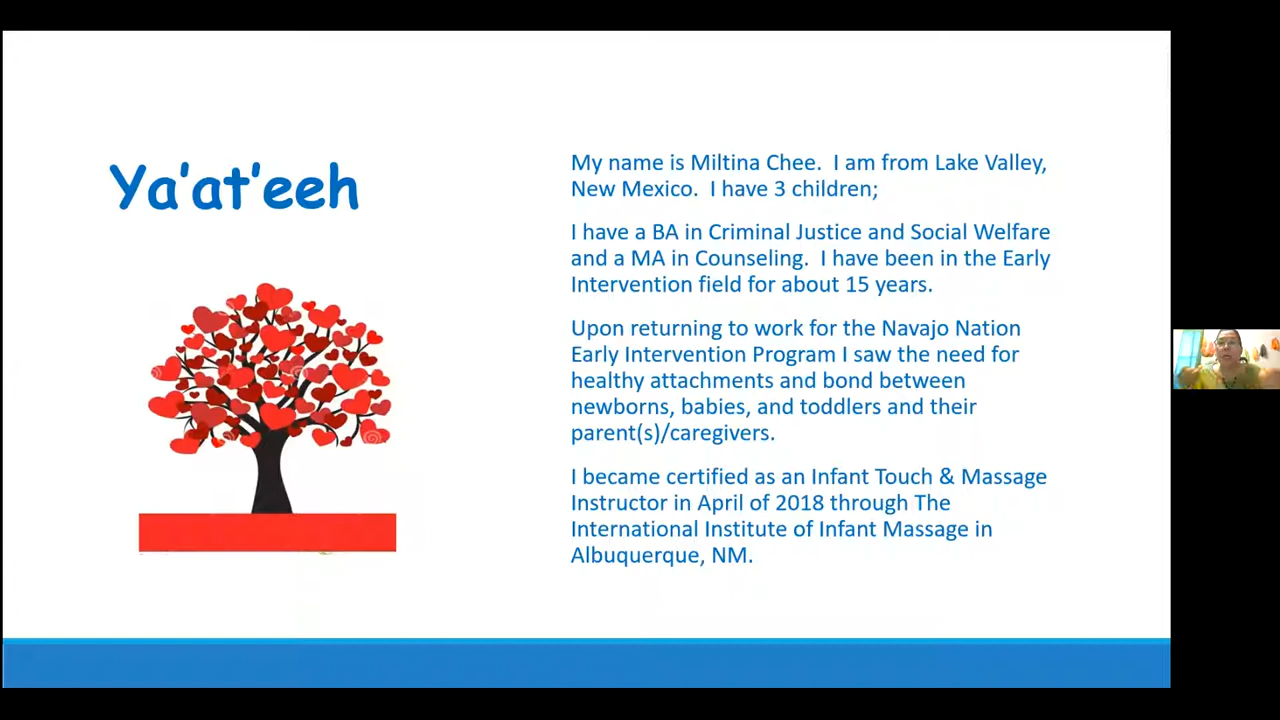 Ya'at'eeh
My name is Miltina Chee.  I am from Lake Valley,
New Mexico.  I have 3 children;
I have a BA in Criminal Justice and Social Welfare
and a MA in Counseling.  I have been in the Early
Intervention field for about 15 years.
Upon returning to work for the Navajo Nation
Early Intervention Program I saw the need for
healthy attachments and bond between
newborns, babies, and toddlers and their
parent(s)/caregivers.
I became certified as an Infant Touch & Massage
Instructor in April of 2018 through The
International Institute of Infant Massage in
Albuquerque, NM.